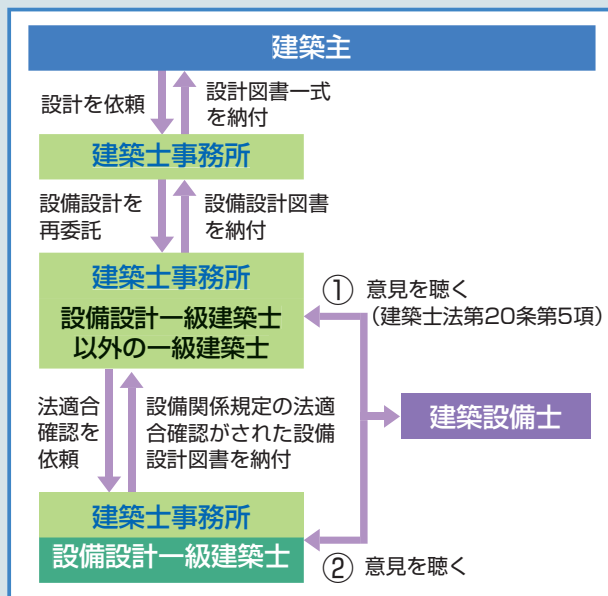 建築主
設計を依頼
設計図書一式
を納付
建築士事務所
設備設計を
再委託
設備設計図書
を納付
建築士事務所
設備設計一級建築士
以外の一級建築士
① 意見を聴く
(建築士法第20条第5項)
建築設備士
法適合
確認を
依頼
設備関係規定の法適
合確認がされた設備
設計図書を納付
建築士事務所
設備設計一級建築士
② 意見を聴く